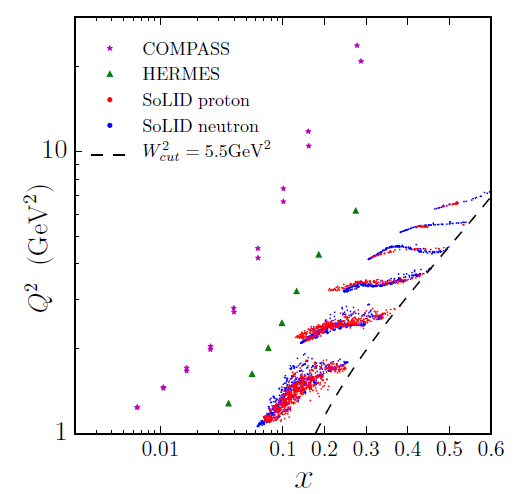 COMPASS
HERMES
SoLID proton
SoLID neutron
W²cut = 5.5GeV²
10
1
Q² (GeV²)
0.01 0.1 0.2 0.3 0.4 0.5 0.6
x